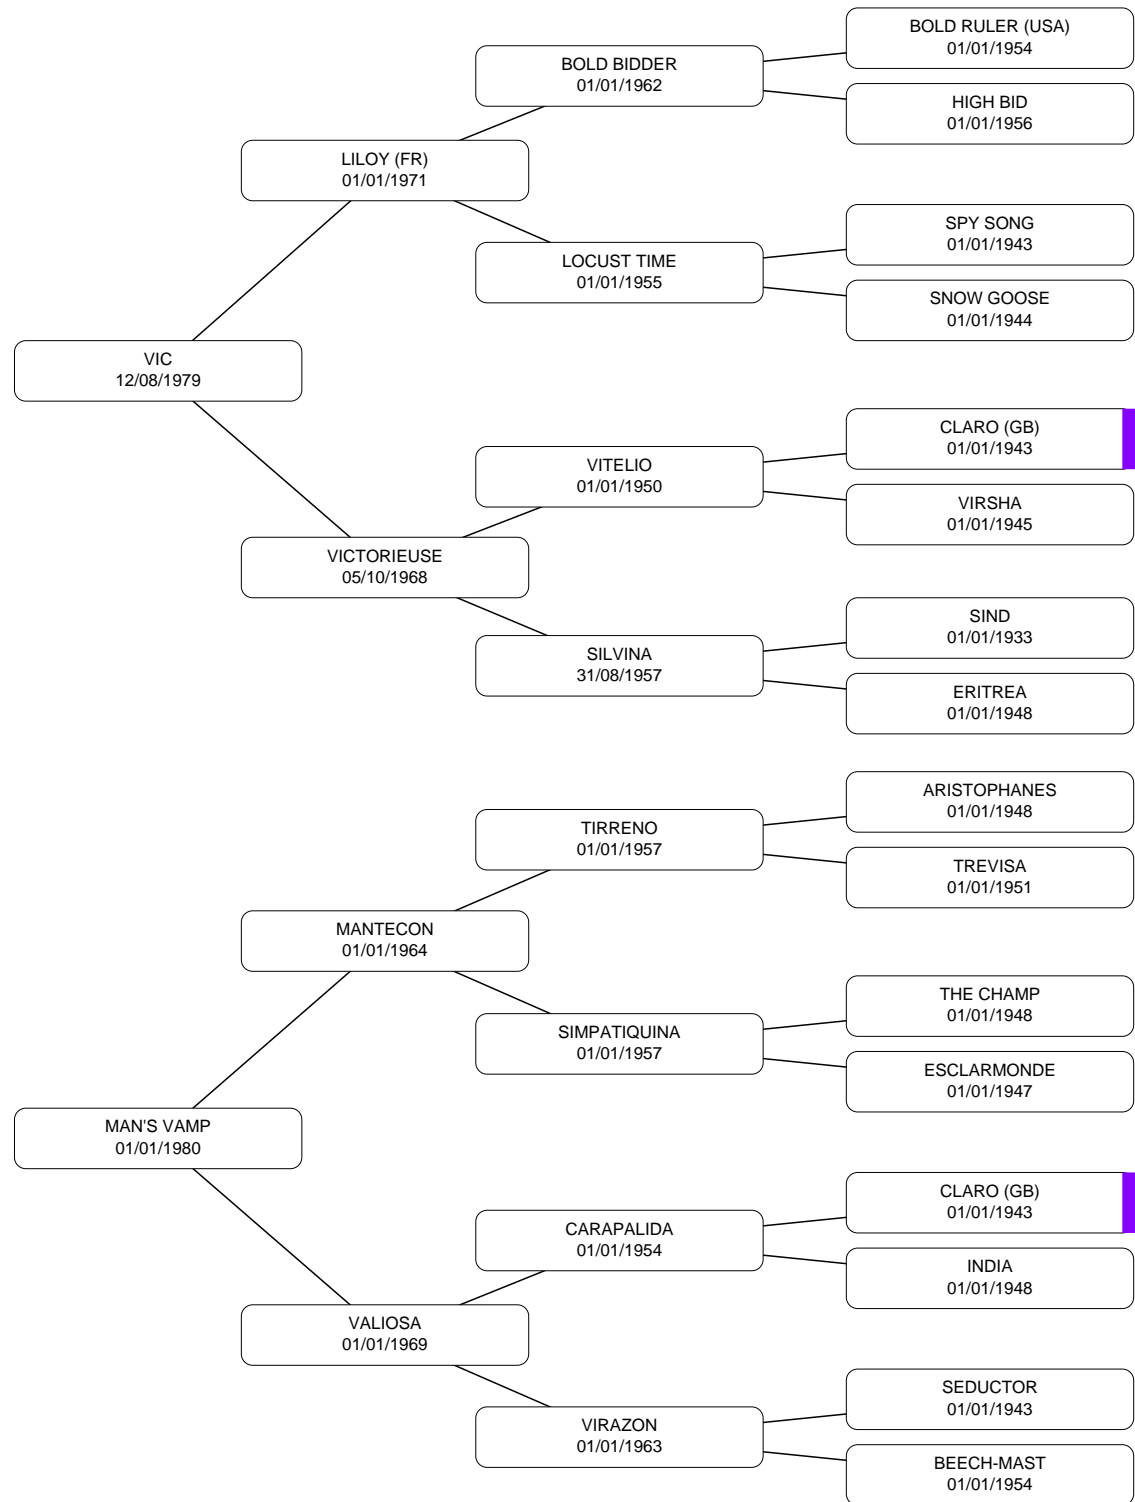 BOLD RULER (USA)
01/01/1954
BOLD BIDDER
01/01/1962
HIGH BID
01/01/1956
LILOY (FR)
01/01/1971
SPY SONG
01/01/1943
LOCUST TIME
01/01/1955
SNOW GOOSE
01/01/1944
VIC
12/08/1979
CLARO (GB)
01/01/1943
VITELIO
01/01/1950
VIRSHA
01/01/1945
VICTORIEUSE
05/10/1968
SIND
01/01/1933
SILVINA
31/08/1957
ERITREA
01/01/1948
ARISTOPHANES
01/01/1948
TIRRENO
01/01/1957
TREVISA
01/01/1951
MANTECON
01/01/1964
THE CHAMP
01/01/1948
SIMPATIQUINA
01/01/1957
ESCLARMONDE
01/01/1947
MAN'S VAMP
01/01/1980
CLARO (GB)
01/01/1943
CARAPALIDA
01/01/1954
INDIA
01/01/1948
VALIOSA
01/01/1969
SEDUCTOR
01/01/1943
VIRAZON
01/01/1963
BEECH-MAST
01/01/1954